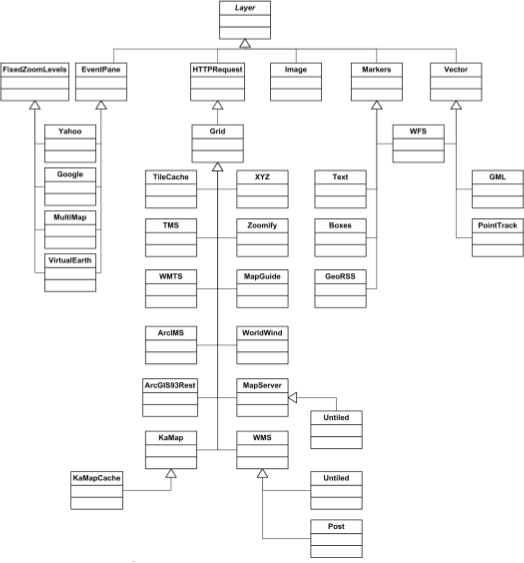 Layer
FixedZoomLevels EventPane HTTPRequest Image Markers Vector
Yahoo Grid WFS
Google TileCache XYZ Text GML
MultiMap TMS Zoomify Boxes PointTrack
VirtualEarth WMTS MapGuide GeoRSS
ArcIMS WorldWind
ArcGIS93Rest MapServer
Untiled
KaMap WMS
KaMapCache Untiled
Post